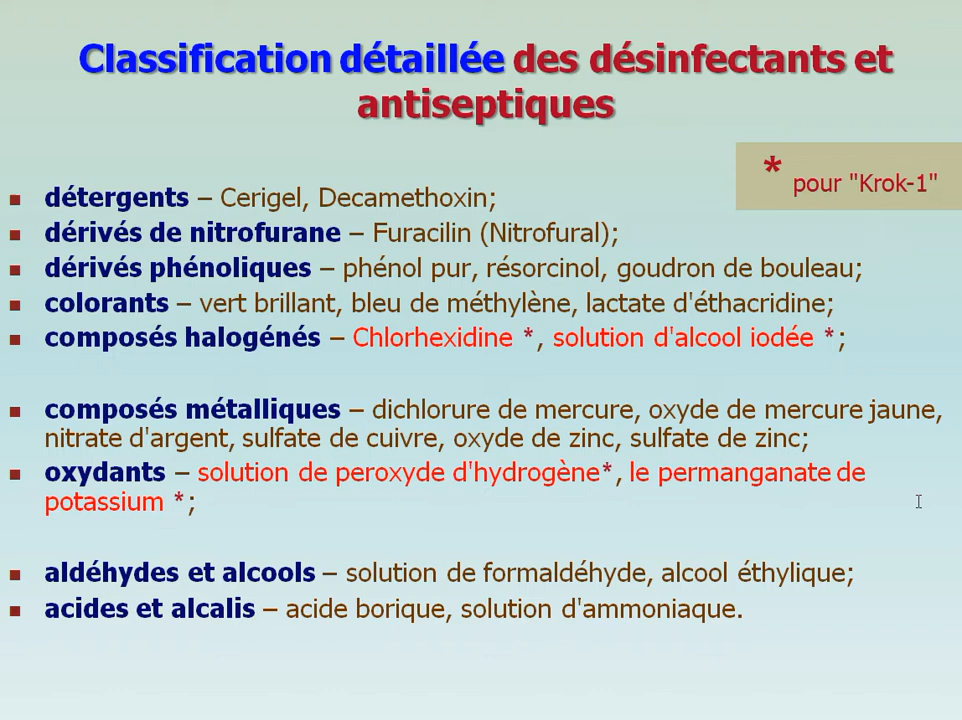 Classification détaillée des désinfectants et
antiseptiques
* pour "Krok-1"
détergents – Cerigel, Decamethoxin;
dérivés de nitrofurane – Furacilin (Nitrofural);
dérivés phénoliques – phénol pur, résorcinol, goudron de bouleau;
colorants – vert brillant, bleu de méthylène, lactate d'éthacridine;
composés halogénés – Chlorhexidine *, solution d'alcool iodée *;
composés métalliques – dichlorure de mercure, oxyde de mercure jaune,
nitrate d'argent, sulfate de cuivre, oxyde de zinc, sulfate de zinc;
oxydants – solution de peroxyde d'hydrogène*, le permanganate de
potassium *;
aldéhydes et alcools – solution de formaldéhyde, alcool éthylique;
acides et alcalis – acide borique, solution d'ammoniaque.